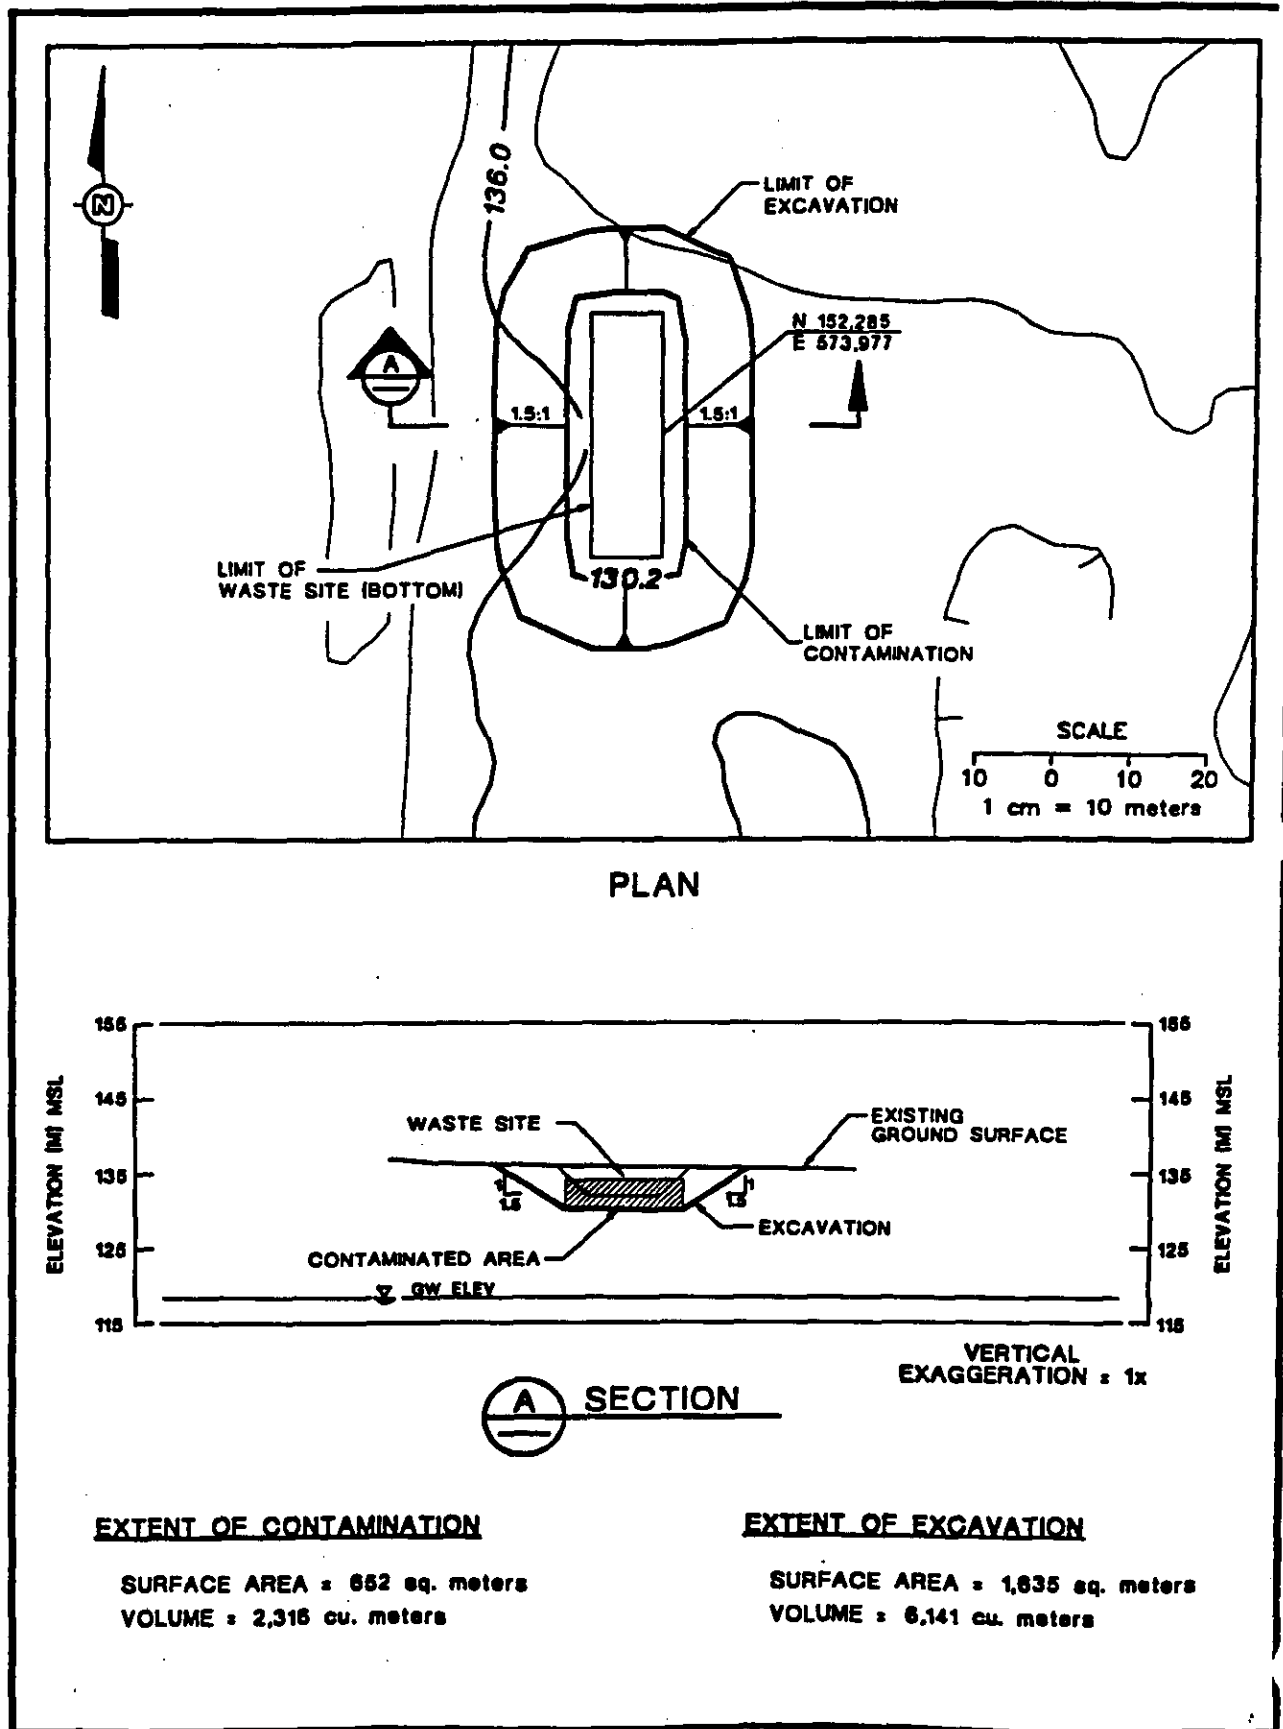 N
136.0
LIMIT OF
EXCAVATION
N 152,285
E 573,977
A
1.5:1
1.5:1
LIMIT OF
WASTE SITE (BOTTOM)
130.2
LIMIT OF
CONTAMINATION
SCALE
10 0 10 20
1 cm = 10 meters
PLAN
155
155
145
145
WASTE SITE
EXISTING
GROUND SURFACE
135
135
1
1.5
1
1.5
ELEVATION (M) MSL
ELEVATION (M) MSL
EXCAVATION
125
125
CONTAMINATED AREA
GW ELEV
115
115
VERTICAL
EXAGGERATION = 1x
A SECTION
EXTENT OF CONTAMINATION
SURFACE AREA = 652 sq. meters
VOLUME = cu. meters
EXTENT OF EXCAVATION
SURFACE AREA = sq. meters
VOLUME = 6,141 cu. meters